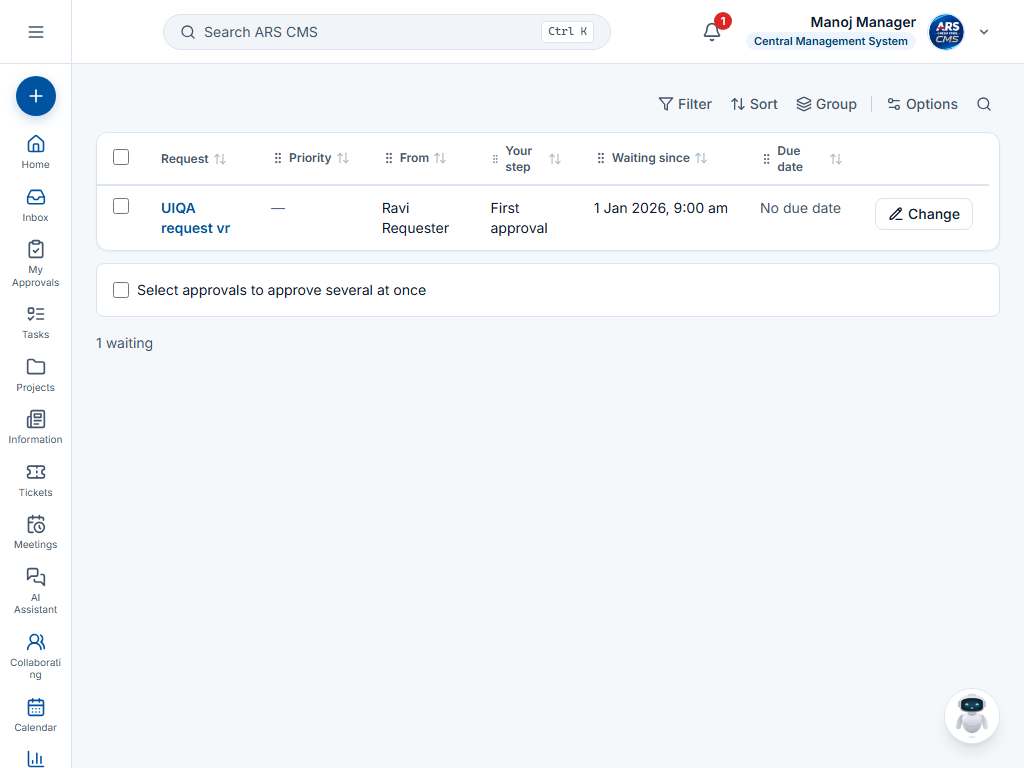 Search ARS CMS
Ctrl K
1
Manoj Manager
Central Management System
ARS
CMS
Filter
Sort
Group
Options
Home
Inbox
My
Approvals
Tasks
Projects
Information
Tickets
Meetings
AI
Assistant
Collaborati
ng
Calendar
Request
Priority
From
Your
step
Waiting since
Due
date
UIQA
request vr
—
Ravi
Requester
First
approval
1 Jan 2026, 9:00 am
No due date
Change
Select approvals to approve several at once
1 waiting